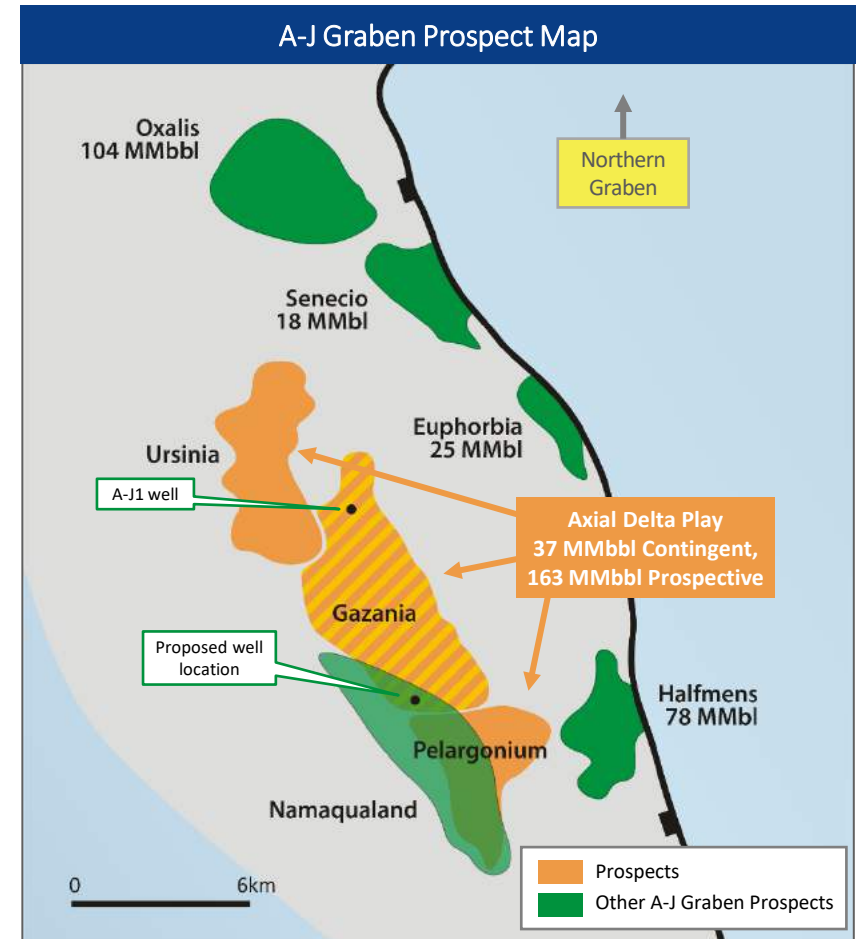 A-J Graben Prospect Map
Oxalis
104 MMbbl
Northern
Graben
Senecio
18 MMbl
Euphorbia
25 MMbl
Ursinia
A-J1 well
Axial Delta Play
37 MMbbl Contingent,
163 MMbbl Prospective
Gazania
Proposed well
location
Halfmens
78 MMbl
Pelargonium
Namaqualand
0
6km
Prospects
Other A-J Graben Prospects